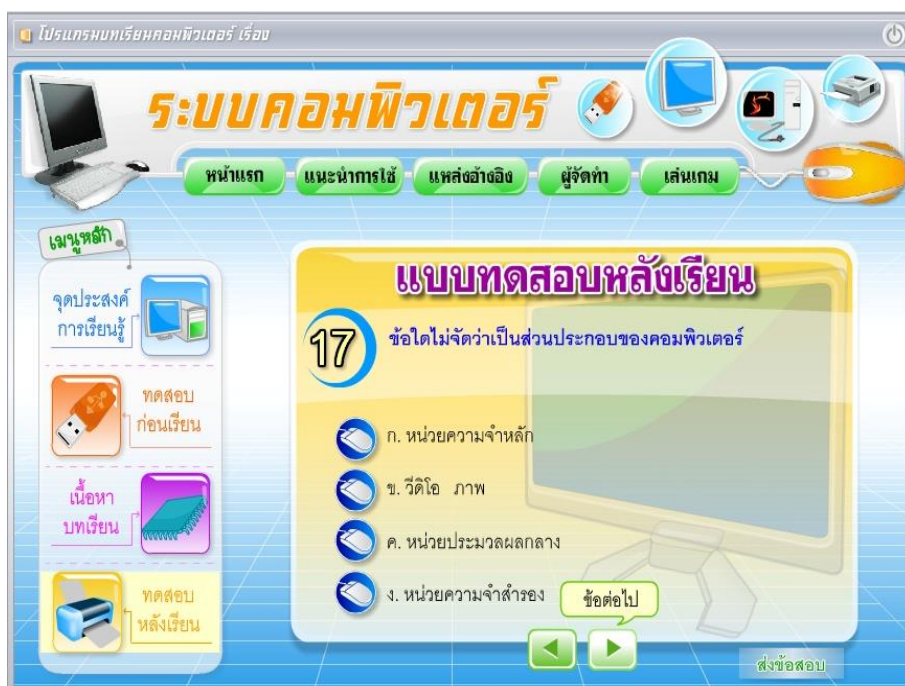 โปรแกรมบทเรียนคอมพิวเตอร์ เรื่อง
ระบบคอมพิวเตอร์
หน้าแรก
แนะนำการใช้
แหล่งอ้างอิง
ผู้จัดทำ
เล่นเกม
เมนูหลัก
จุดประสงค์
การเรียนรู้
ทดสอบ
ก่อนเรียน
เนื้อหา
บทเรียน
ทดสอบ
หลังเรียน
แบบทดสอบหลังเรียน
17 ข้อใดไม่จัดว่าเป็นส่วนประกอบของคอมพิวเตอร์
ก. หน่วยความจำหลัก
ข. วีดิโอ ภาพ
ค. หน่วยประมวลผลกลาง
ง. หน่วยความจำสำรอง
ข้อต่อไป
ส่งข้อสอบ